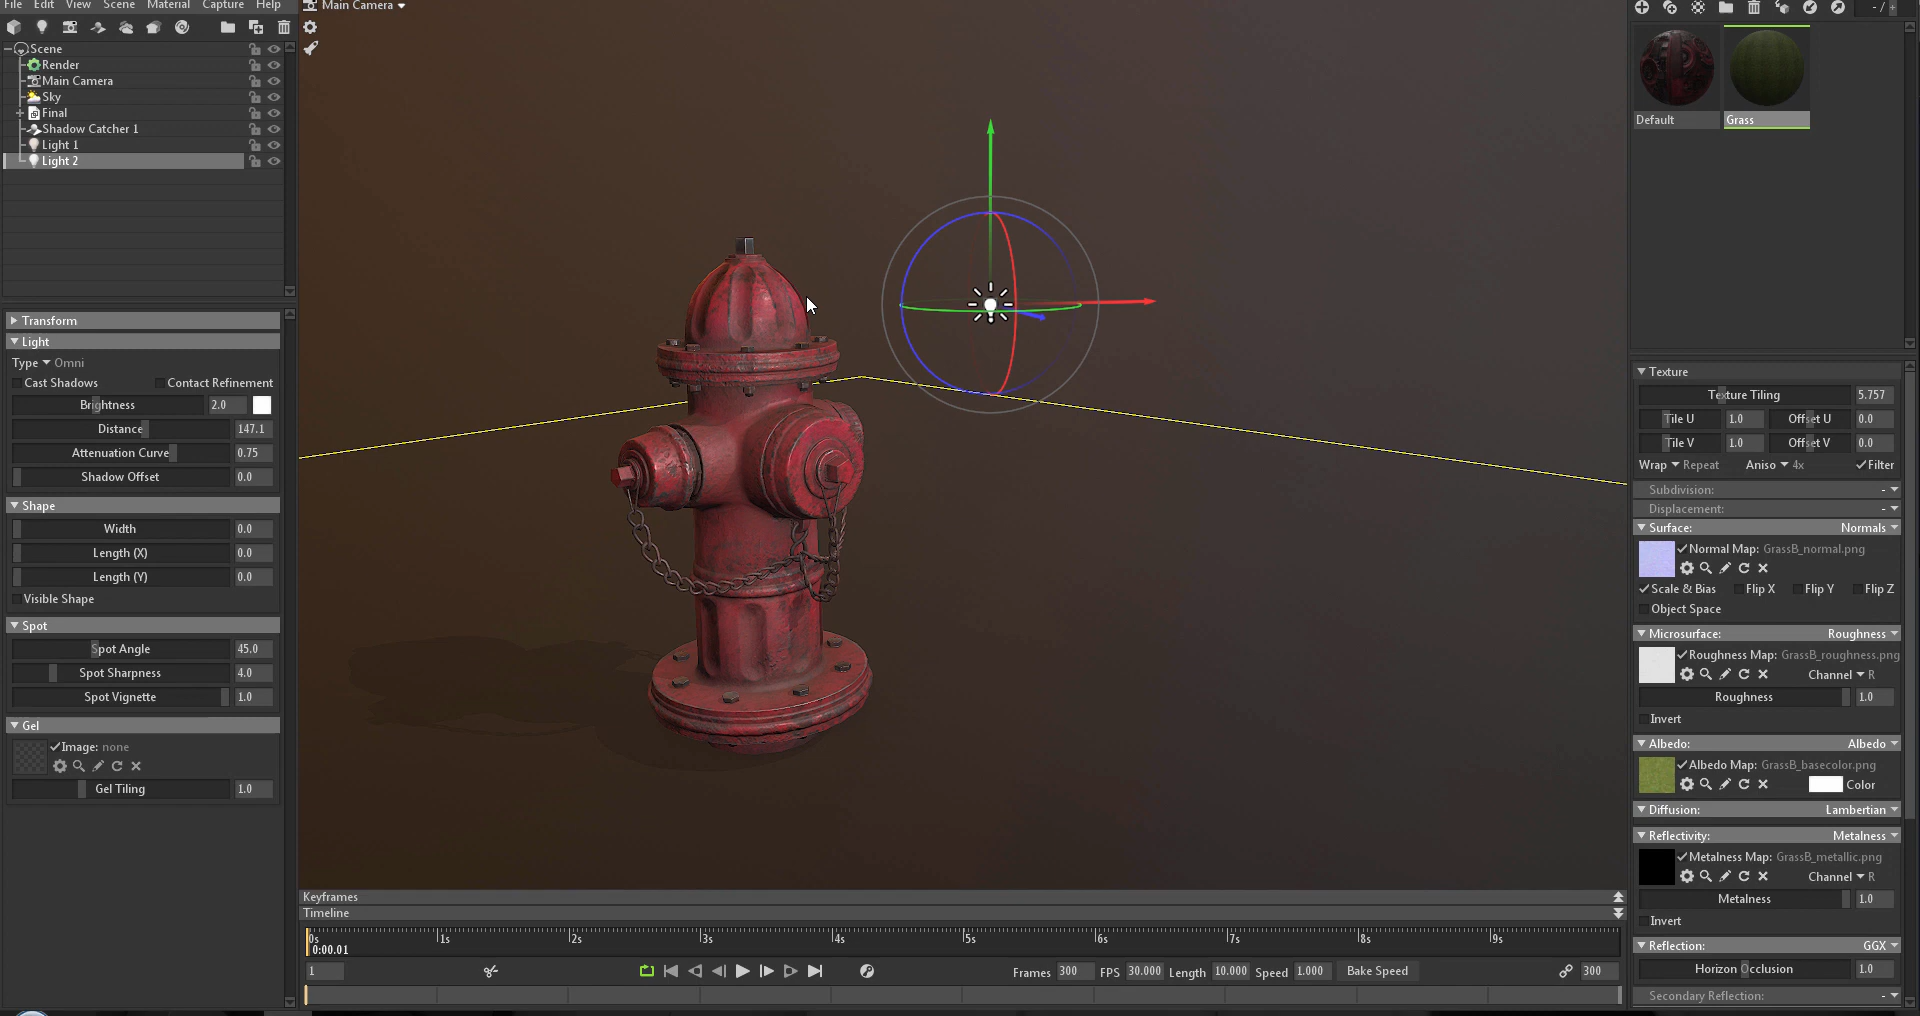 File Edit View Scene Material Capture Help
Main Camera
- / +
Scene
Render
Main Camera
Sky
Final
Shadow Catcher 1
Light 1
Light 2
Default
Grass
Transform
Light
Type Omni
Cast Shadows Contact Refinement
Brightness 2.0
Distance 147.1
Attenuation Curve 0.75
Shadow Offset 0.0
Shape
Width 0.0
Length (X) 0.0
Length (Y) 0.0
Visible Shape
Spot
Spot Angle 45.0
Spot Sharpness 4.0
Spot Vignette 1.0
Gel
Image: none
Gel Tiling 1.0
Texture
Texture Tiling 5.757
Tile U 1.0 Offset U 0.0
Tile V 1.0 Offset V 0.0
Wrap Repeat Aniso 4x Filter
Subdivision: -
Displacement: -
Surface: Normals
Normal Map: GrassB_normal.png
Scale & Bias Flip X Flip Y Flip Z
Object Space
Microsurface: Roughness
Roughness Map: GrassB_roughness.png
Channel R
Roughness 1.0
Invert
Albedo: Albedo
Albedo Map: GrassB_basecolor.png
Color
Diffusion: Lambertian
Reflectivity: Metalness
Metalness Map: GrassB_metallic.png
Channel R
Metalness 1.0
Invert
Reflection: GGX
Horizon Occlusion 1.0
Secondary Reflection: -
Keyframes
Timeline
0s 1s 2s 3s 4s 5s 6s 7s 8s 9s
0:00.01
1 Frames 300 FPS 30.000 Length 10.000 Speed 1.000 Bake Speed 300